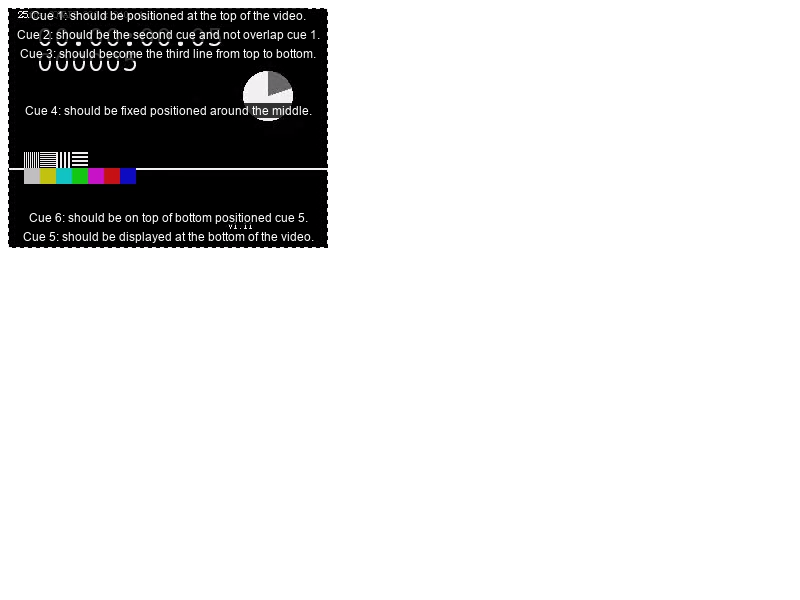 Cue 1: should be positioned at the top of the video.
Cue 2: should be the second cue and not overlap cue 1.
Cue 3: should become the third line from top to bottom.
000005
Cue 4: should be fixed positioned around the middle.
Cue 6: should be on top of bottom positioned cue 5.
v1.11
Cue 5: should be displayed at the bottom of the video.